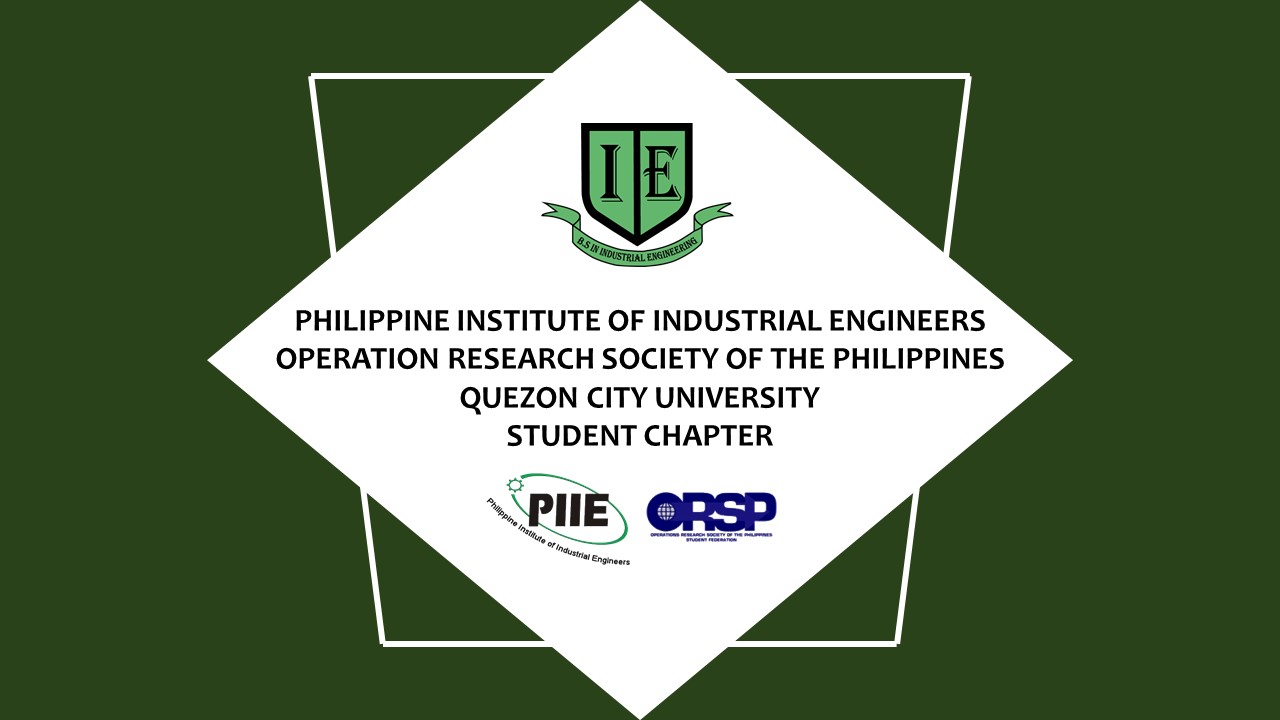 I E
B.S IN INDUSTRIAL ENGINEERING
PHILIPPINE INSTITUTE OF INDUSTRIAL ENGINEERS
OPERATION RESEARCH SOCIETY OF THE PHILIPPINES
QUEZON CITY UNIVERSITY
STUDENT CHAPTER
PIIE
Philippine Institute of Industrial Engineers
ORSP
OPERATIONS RESEARCH SOCIETY OF THE PHILIPPINES
STUDENT FEDERATION